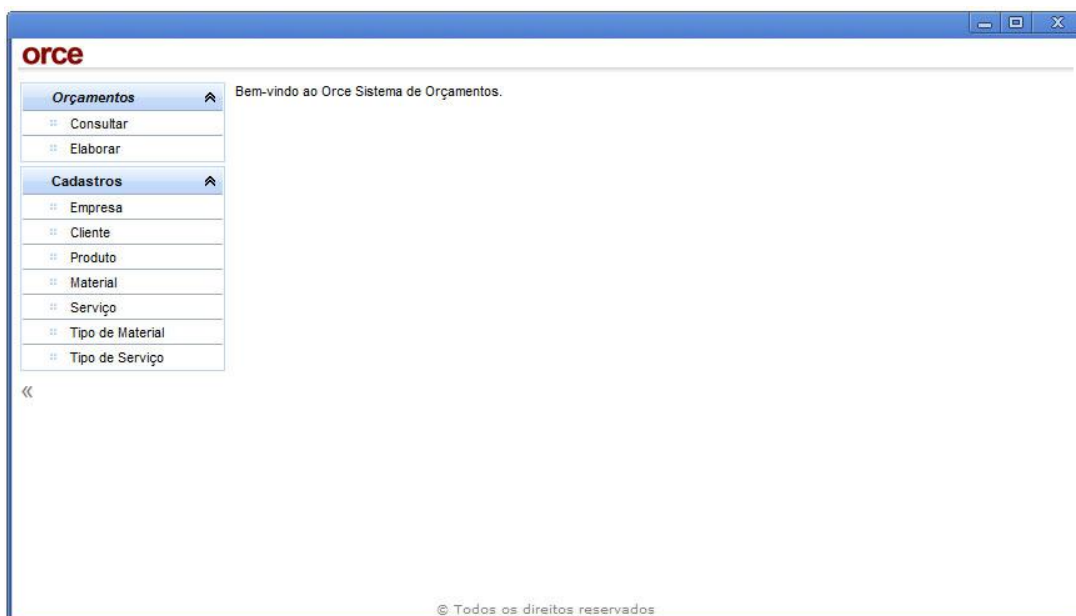 orce
Orçamentos
Consultar
Elaborar
Cadastros
Empresa
Cliente
Produto
Material
Serviço
Tipo de Material
Tipo de Serviço
«
Bem-vindo ao Orce Sistema de Orçamentos.
© Todos os direitos reservados